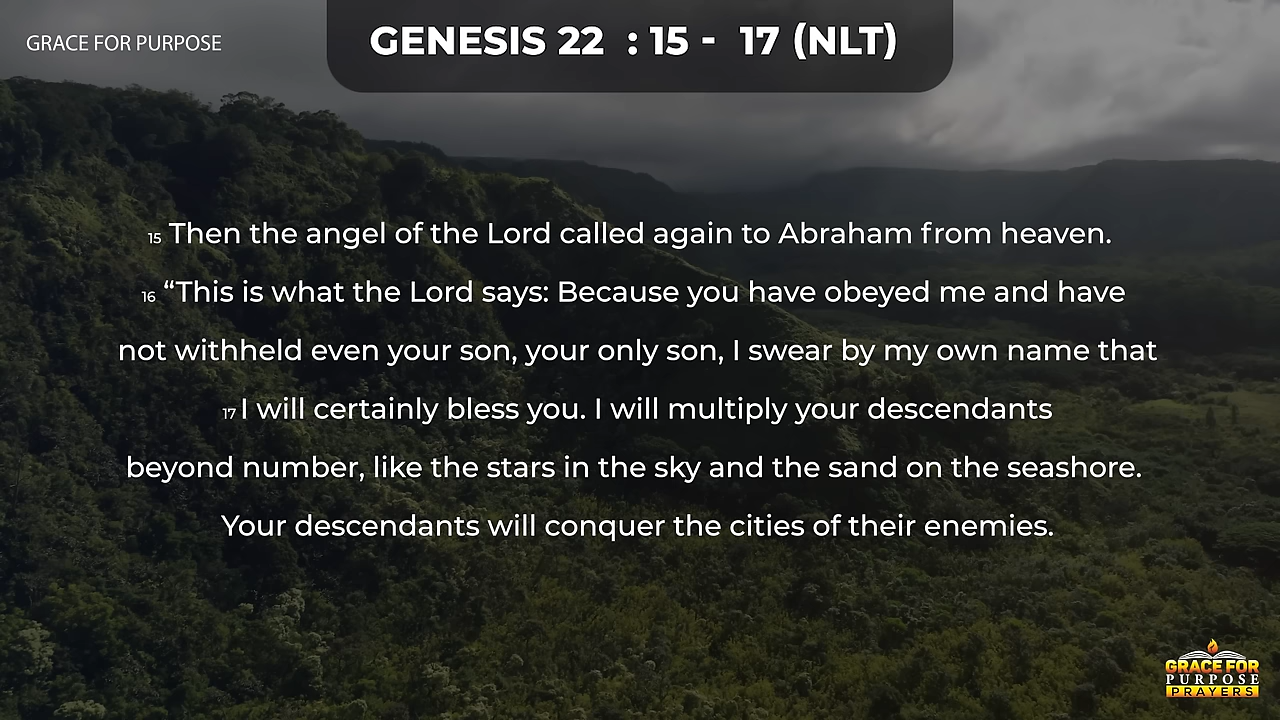 GRACE FOR PURPOSE
GENESIS 22 : 15 - 17 (NLT)
15 Then the angel of the Lord called again to Abraham from heaven.
16 “This is what the Lord says: Because you have obeyed me and have
not withheld even your son, your only son, I swear by my own name that
17 I will certainly bless you. I will multiply your descendants
beyond number, like the stars in the sky and the sand on the seashore.
Your descendants will conquer the cities of their enemies.
GRACE FOR
PURPOSE
PRAYERS